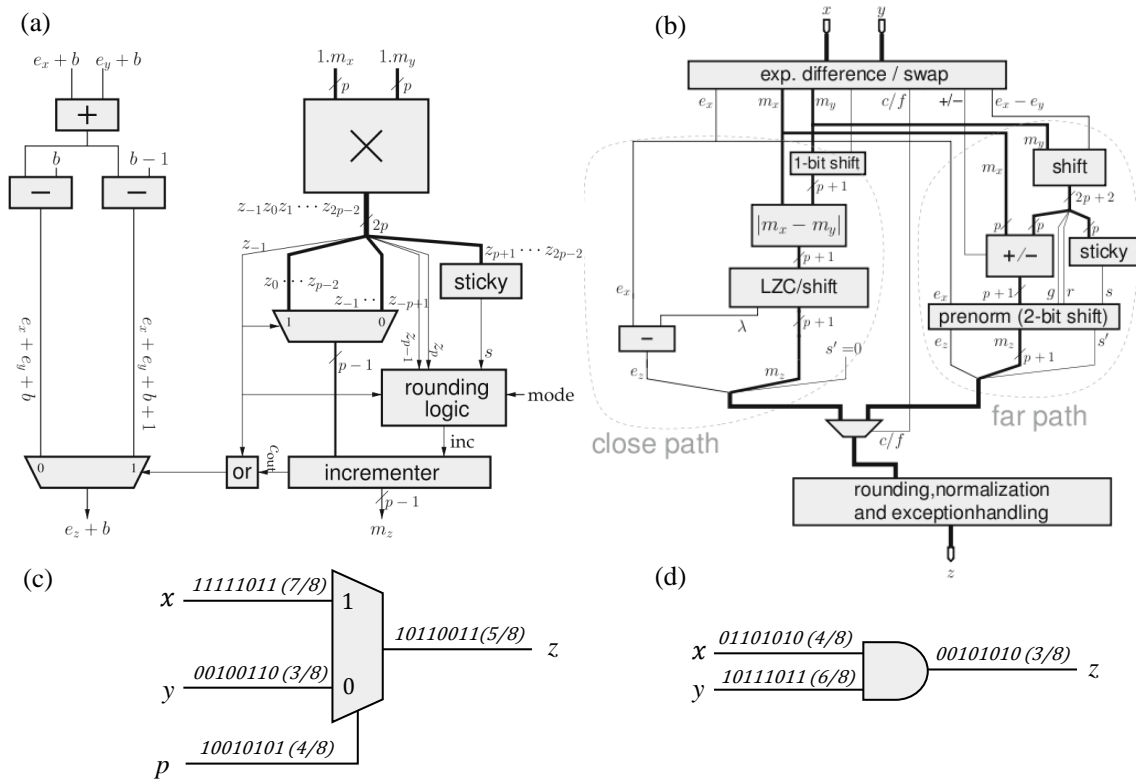 (a)
e_x + b e_y + b
+
b b − 1
− −
e_x + e_y + b
e_x + e_y + b + 1
0 1
e_z + b
1.m_x 1.m_y
p p
×
z_{-1}z_0z_1 ··· z_{2p-2}
2p
z_{-1}
z_{p+1} ··· z_{2p-2}
sticky
z_0 ·· z_{p-2}
z_{-1} ·· z_{-p+1}
1 0
z_{p-1}
z_p
s
p − 1
rounding
logic
mode
inc
or
c_out
incrementer
p − 1
m_z
(b)
x y
exp. difference / swap
e_x m_x m_y c/f +/− e_x − e_y
m_y
1-bit shift
shift
m_x
p + 1
2p + 2
|m_x − m_y|
p p p
+/−
sticky
p + 1
e_x
LZC/shift
e_x p + 1 g r s
λ
p + 1
prenorm (2-bit shift)
−
s′ =0
e_z m_z p + 1 s′
e_z m_z
close path
far path
c/f
rounding,normalization
and exceptionhandling
z
(c)
x 11111011 (7/8) 1
10110011(5/8) z
y 00100110 (3/8) 0
p 10010101 (4/8)
(d)
x 01101010 (4/8)
00101010 (3/8) z
y 10111011 (6/8)